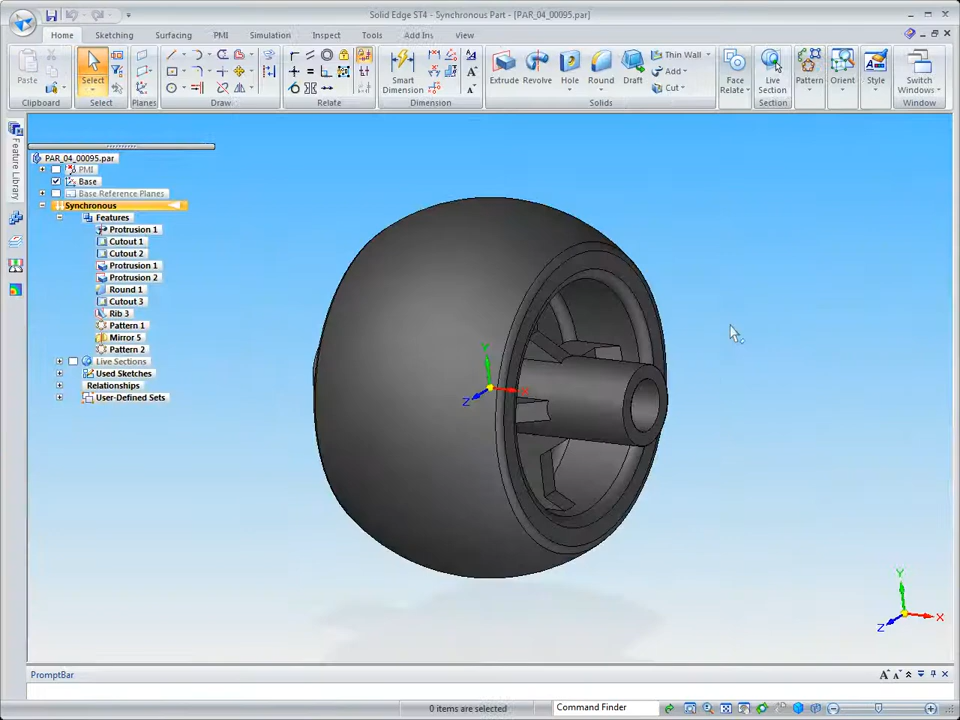 Solid Edge ST4 - Synchronous Part - [PAR_04_00095.par]
Home Sketching Surfacing PMI Simulation Inspect Tools Add Ins View
Paste
Select
Smart Dimension
Extrude
Revolve
Hole
Round
Draft
Thin Wall
Add
Cut
Face Relate
Live Section
Pattern
Orient
Style
Switch Windows
Clipboard Select Planes Draw Relate Dimension Solids Section Window
Feature Library
PAR_04_00095.par
PMI
Base
Base Reference Planes
Synchronous
Features
Protrusion 1
Cutout 1
Cutout 2
Protrusion 1
Protrusion 2
Round 1
Cutout 3
Rib 3
Pattern 1
Mirror 5
Pattern 2
Live Sections
Used Sketches
Relationships
User-Defined Sets
Y
X
Z
Y
X
Z
PromptBar
0 items are selected
Command Finder